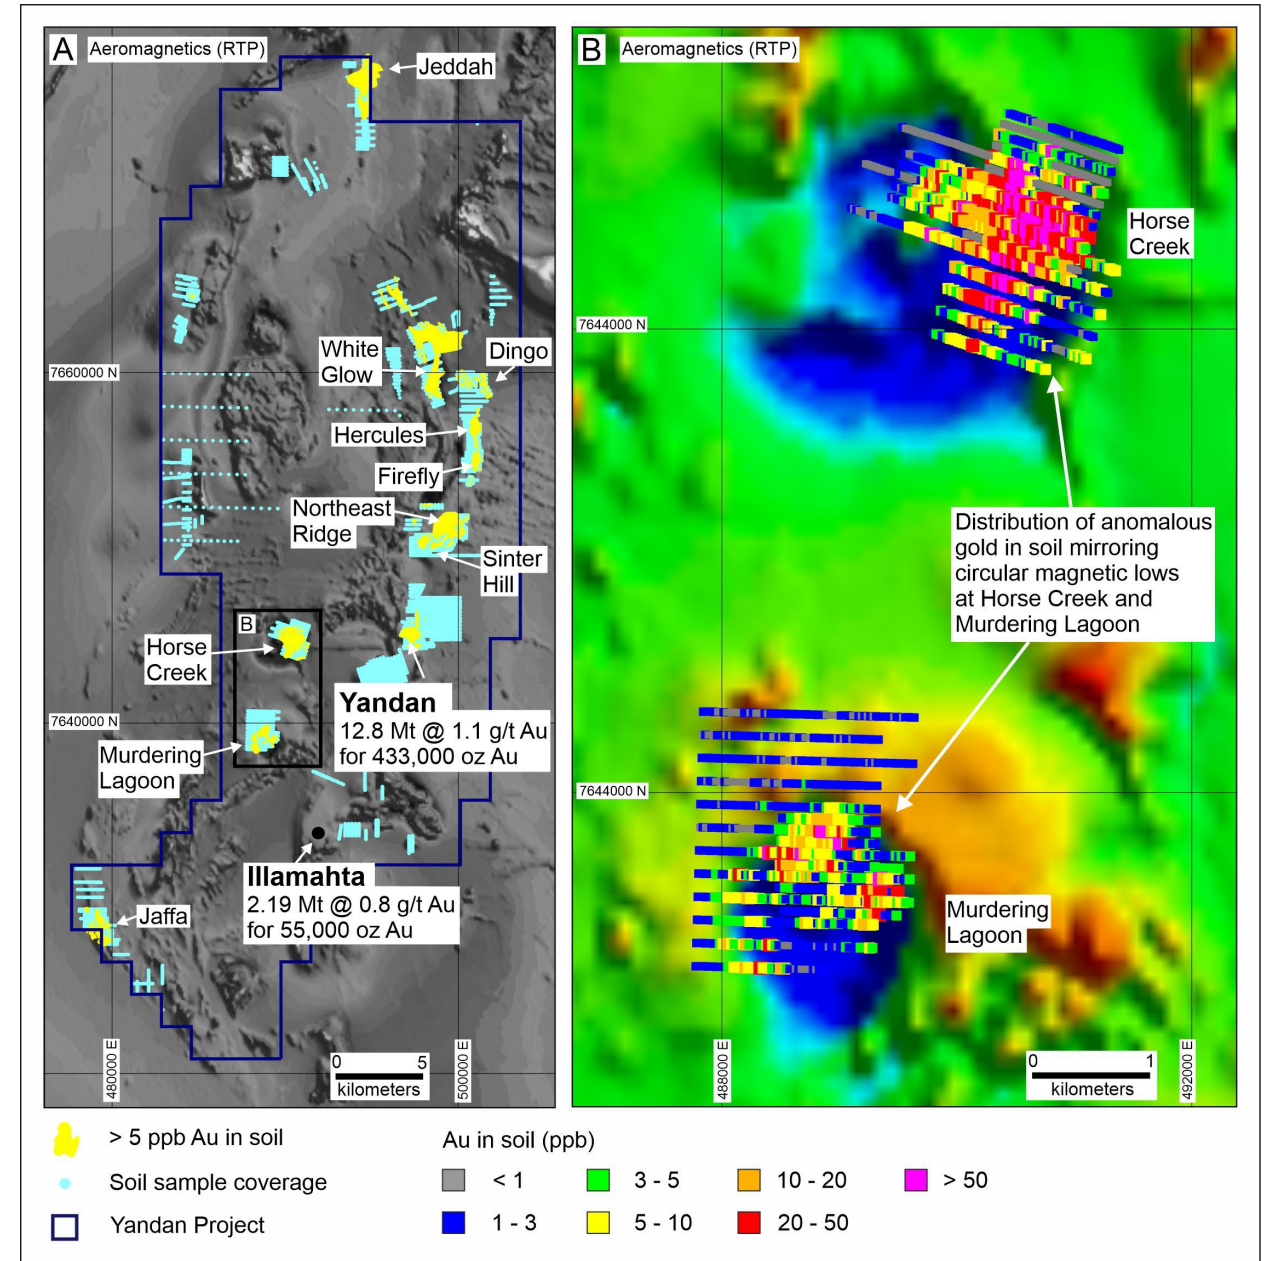 A
Aeromagnetics (RTP)
Jeddah
White
Glow
Dingo
7660000 N
Hercules
Firefly
Northeast
Ridge
Sinter
Hill
B
Horse
Creek
Yandan
12.8 Mt @ 1.1 g/t Au
for 433,000 oz Au
7640000 N
Murdering
Lagoon
Illamahta
2.19 Mt @ 0.8 g/t Au
for 55,000 oz Au
Jaffa
480000 E
0 5
kilometers
500000 E
B
Aeromagnetics (RTP)
Horse
Creek
7644000 N
Distribution of anomalous
gold in soil mirroring
circular magnetic lows
at Horse Creek and
Murdering Lagoon
7644000 N
Murdering
Lagoon
488000 E
0 1
kilometers
492000 E
> 5 ppb Au in soil
Soil sample coverage
Yandan Project
Au in soil (ppb)
< 1
3 - 5
10 - 20
> 50
1 - 3
5 - 10
20 - 50